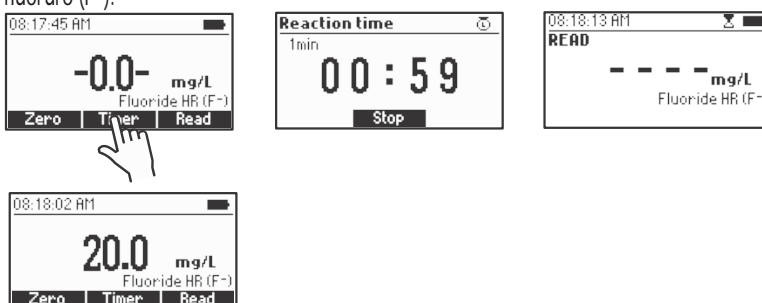 fluoruro (F⁻).
08:17:45 AM
-0.0- mg/L
Fluoride HR (F⁻)
Zero Timer Read
Reaction time
1min
00:59
Stop
08:18:13 AM
READ
- - - - mg/L
Fluoride HR (F⁻
08:18:02 AM
20.0 mg/L
Fluoride HR (F⁻)
Zero Timer Read